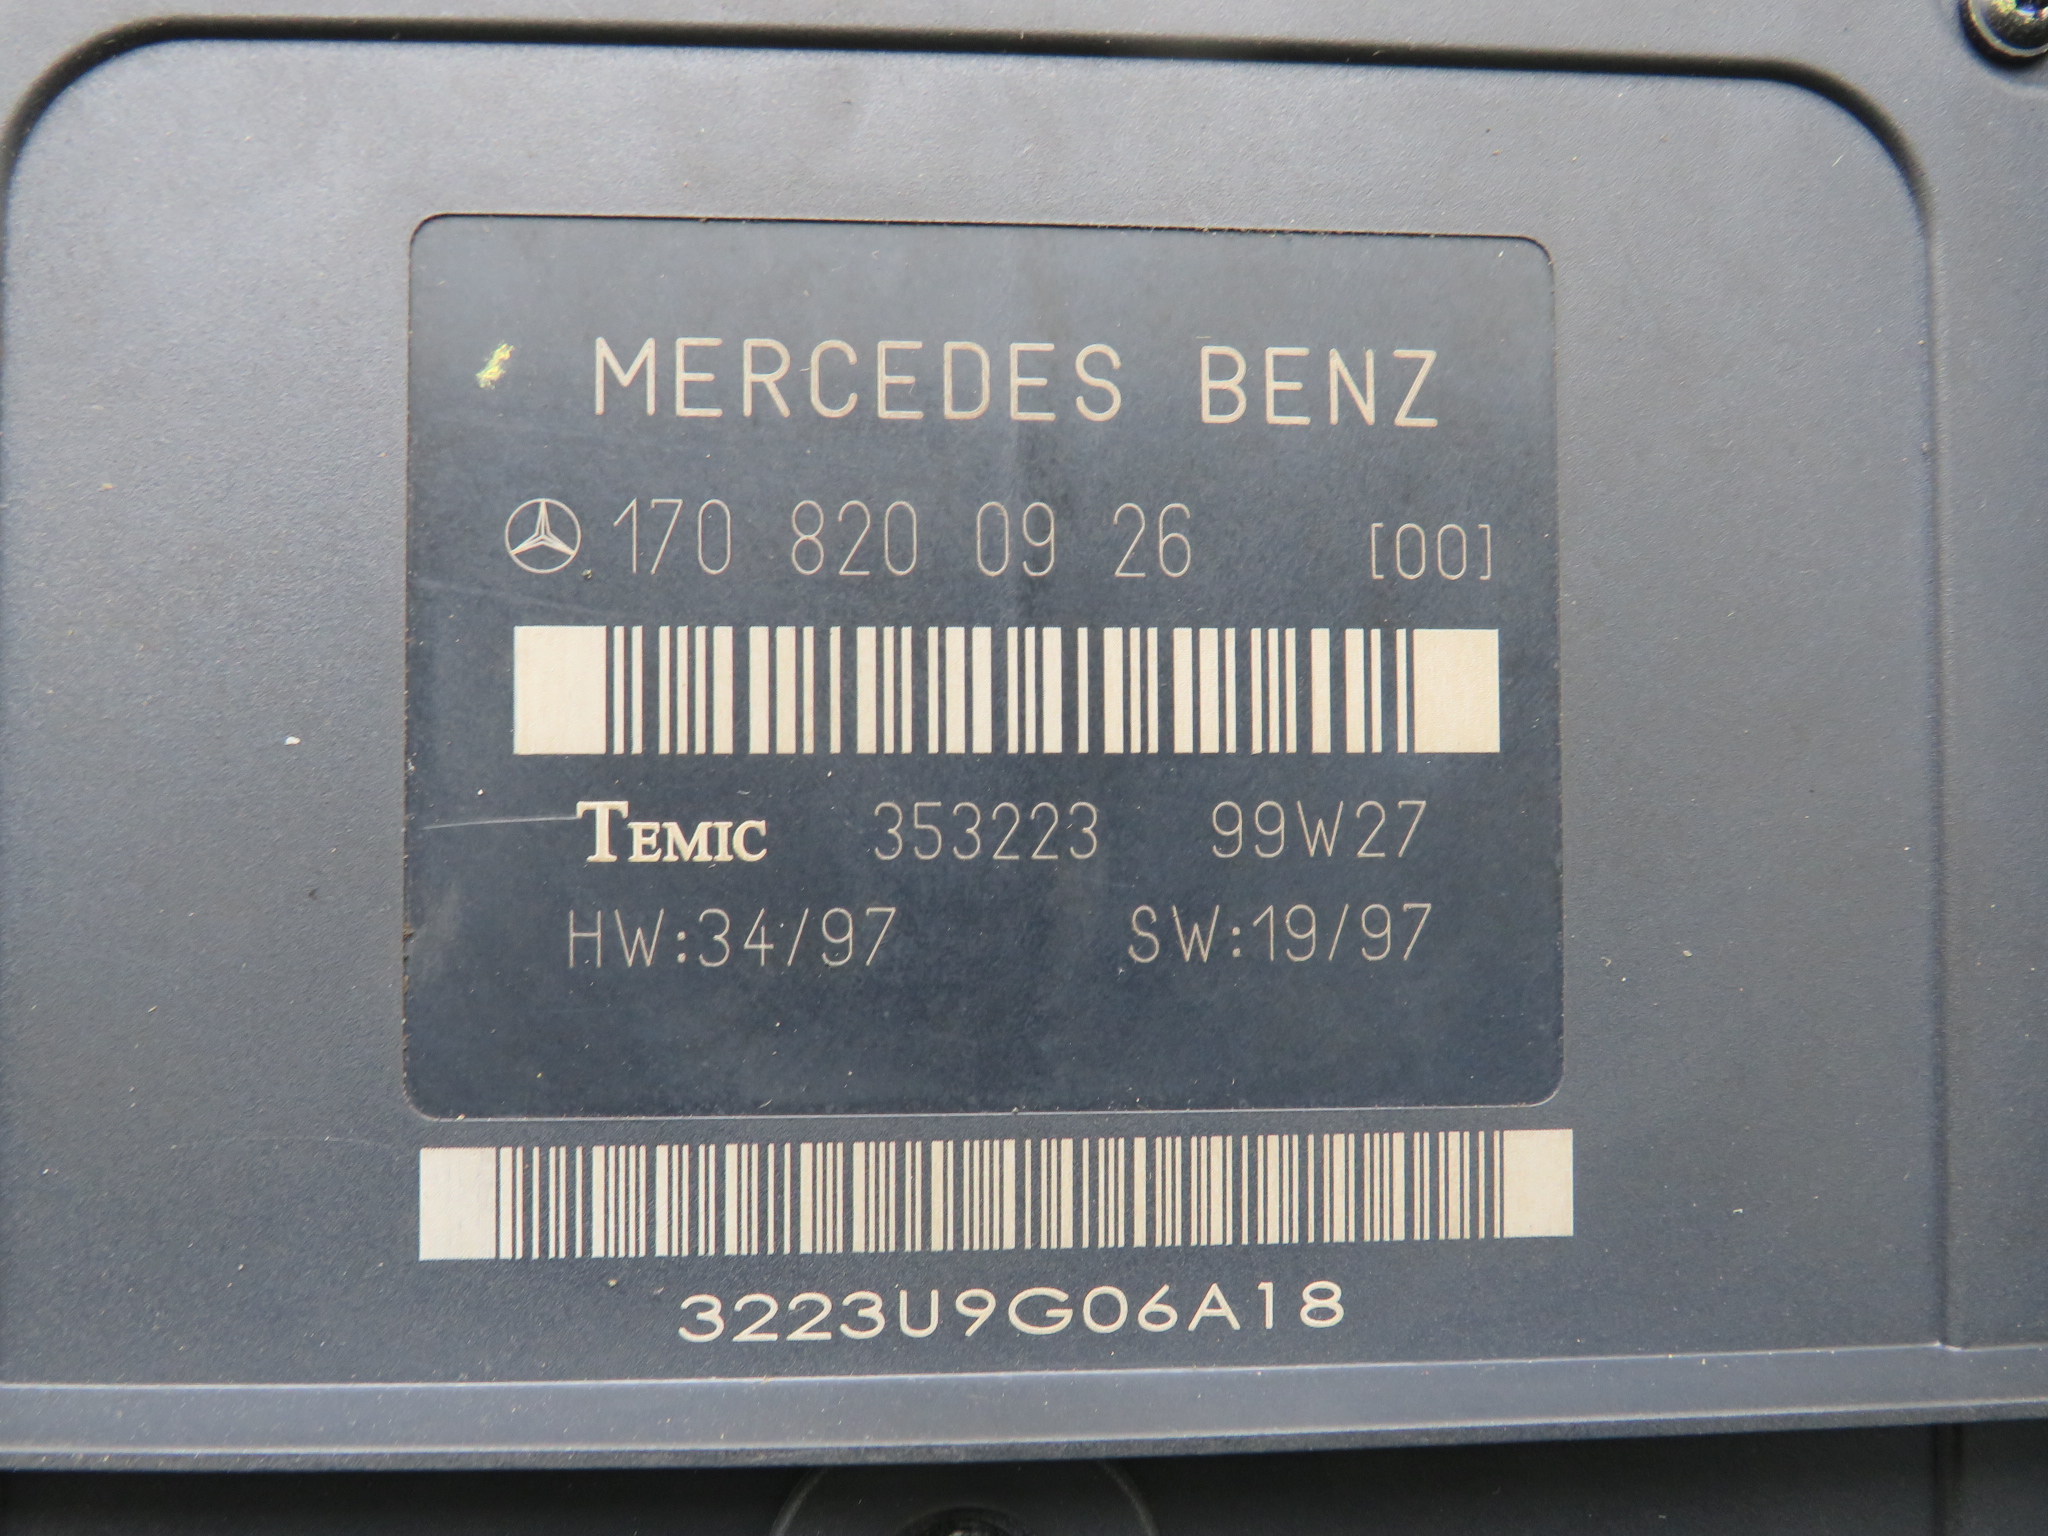 MERCEDES BENZ
170 820 09 26 [00]
TEMIC 353223 99W27
HW:34/97 SW:19/97
3223U9G06A18